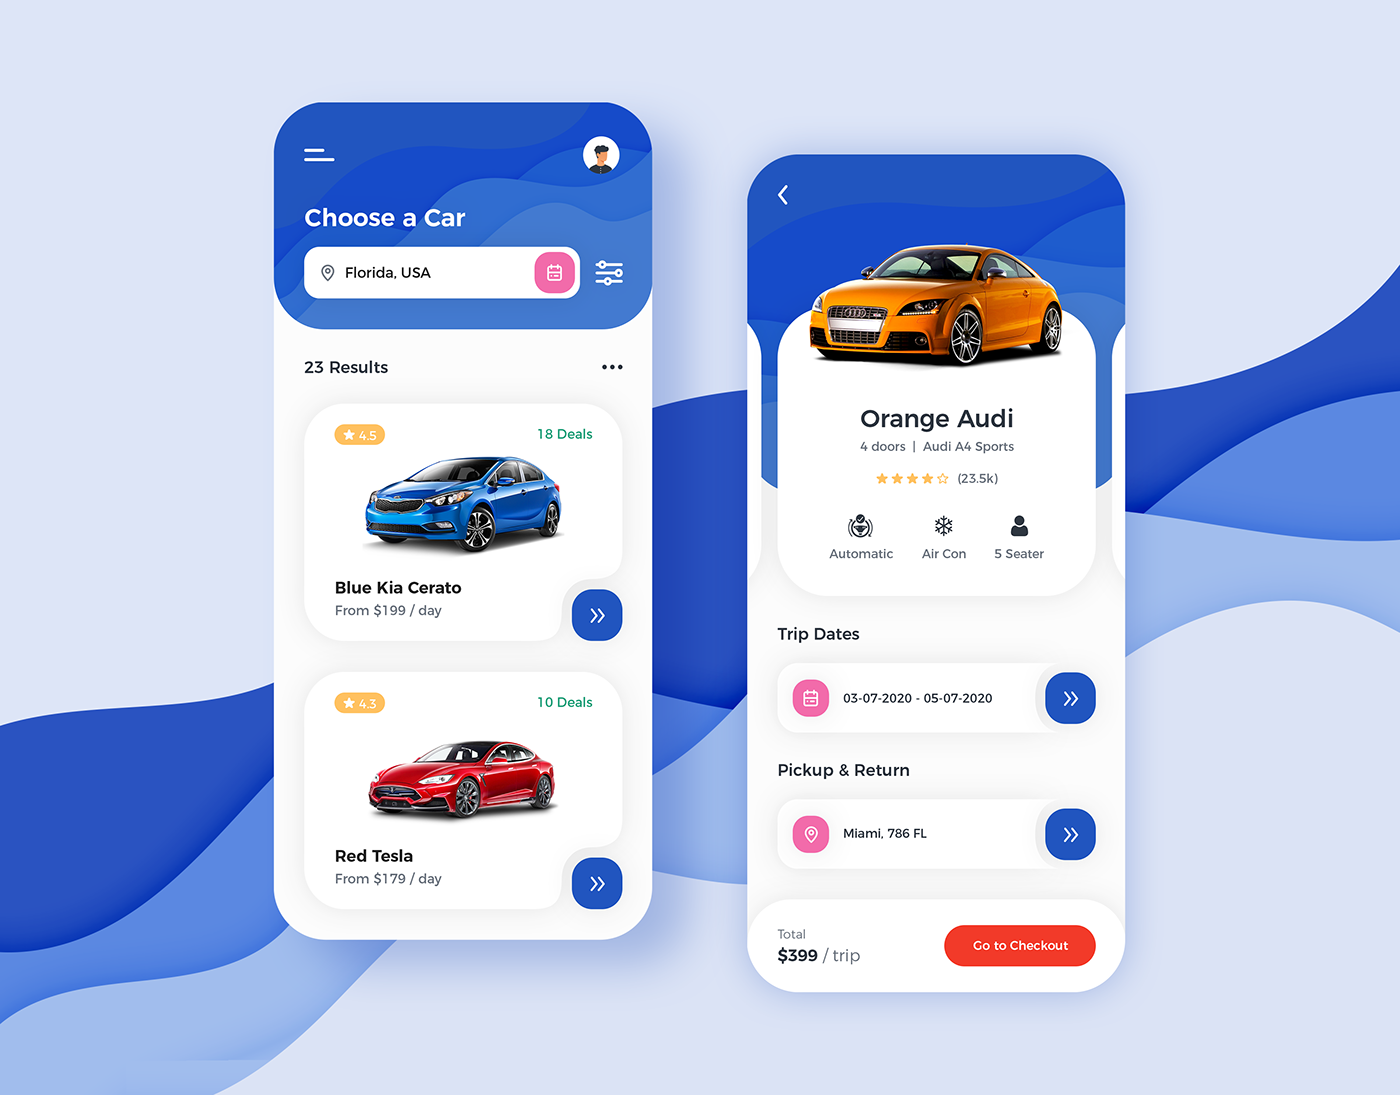 Choose a Car
Florida, USA
23 Results
4.5
18 Deals
Blue Kia Cerato
From $199 / day
4.3
10 Deals
Red Tesla
From $179 / day
Orange Audi
4 doors | Audi A4 Sports
(23.5k)
Automatic
Air Con
5 Seater
Trip Dates
03-07-2020 - 05-07-2020
Pickup & Return
Miami, 786 FL
Total
$399 / trip
Go to Checkout